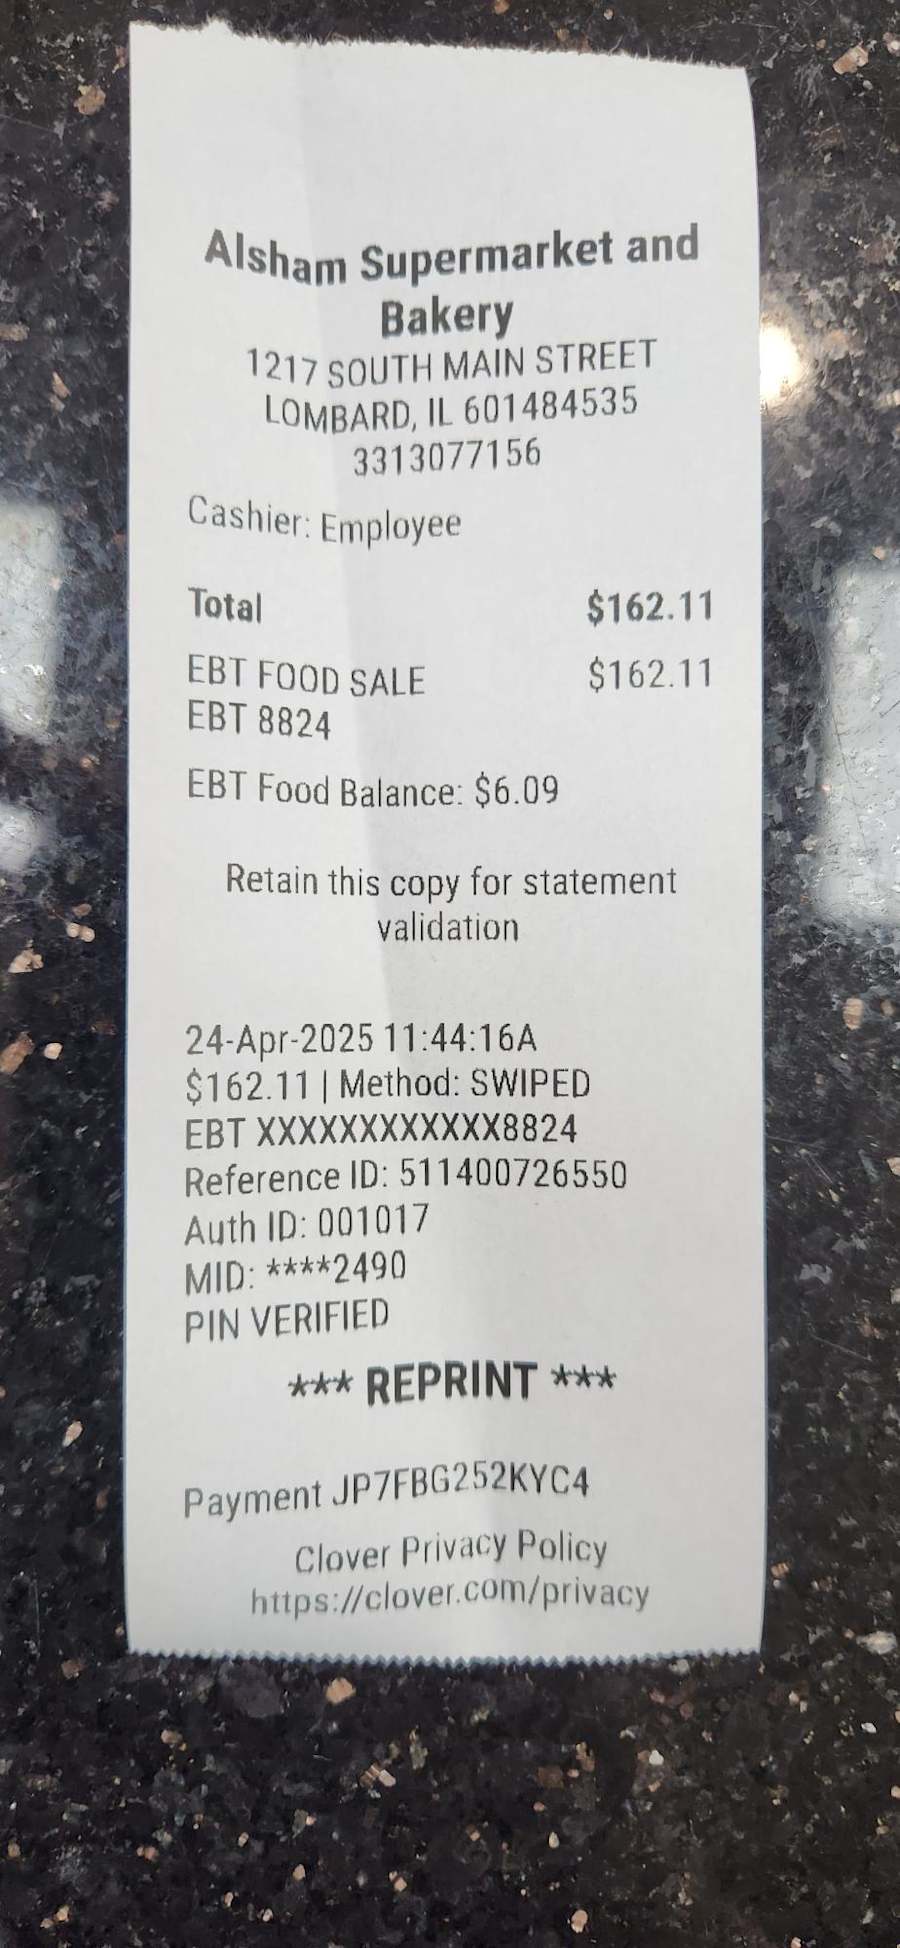 Alsham Supermarket and
Bakery
1217 SOUTH MAIN STREET
LOMBARD, IL 601484535
3313077156
Cashier: Employee
Total $162.11
EBT FOOD SALE $162.11
EBT 8824
EBT Food Balance: $6.09
Retain this copy for statement
validation
24-Apr-2025 11:44:16A
$162.11 | Method: SWIPED
EBT XXXXXXXXXXXX8824
Reference ID: 511400726550
Auth ID: 001017
MID: ****2490
PIN VERIFIED
*** REPRINT ***
Payment JP7FBG252KYC4
Clover Privacy Policy
https://clover.com/privacy